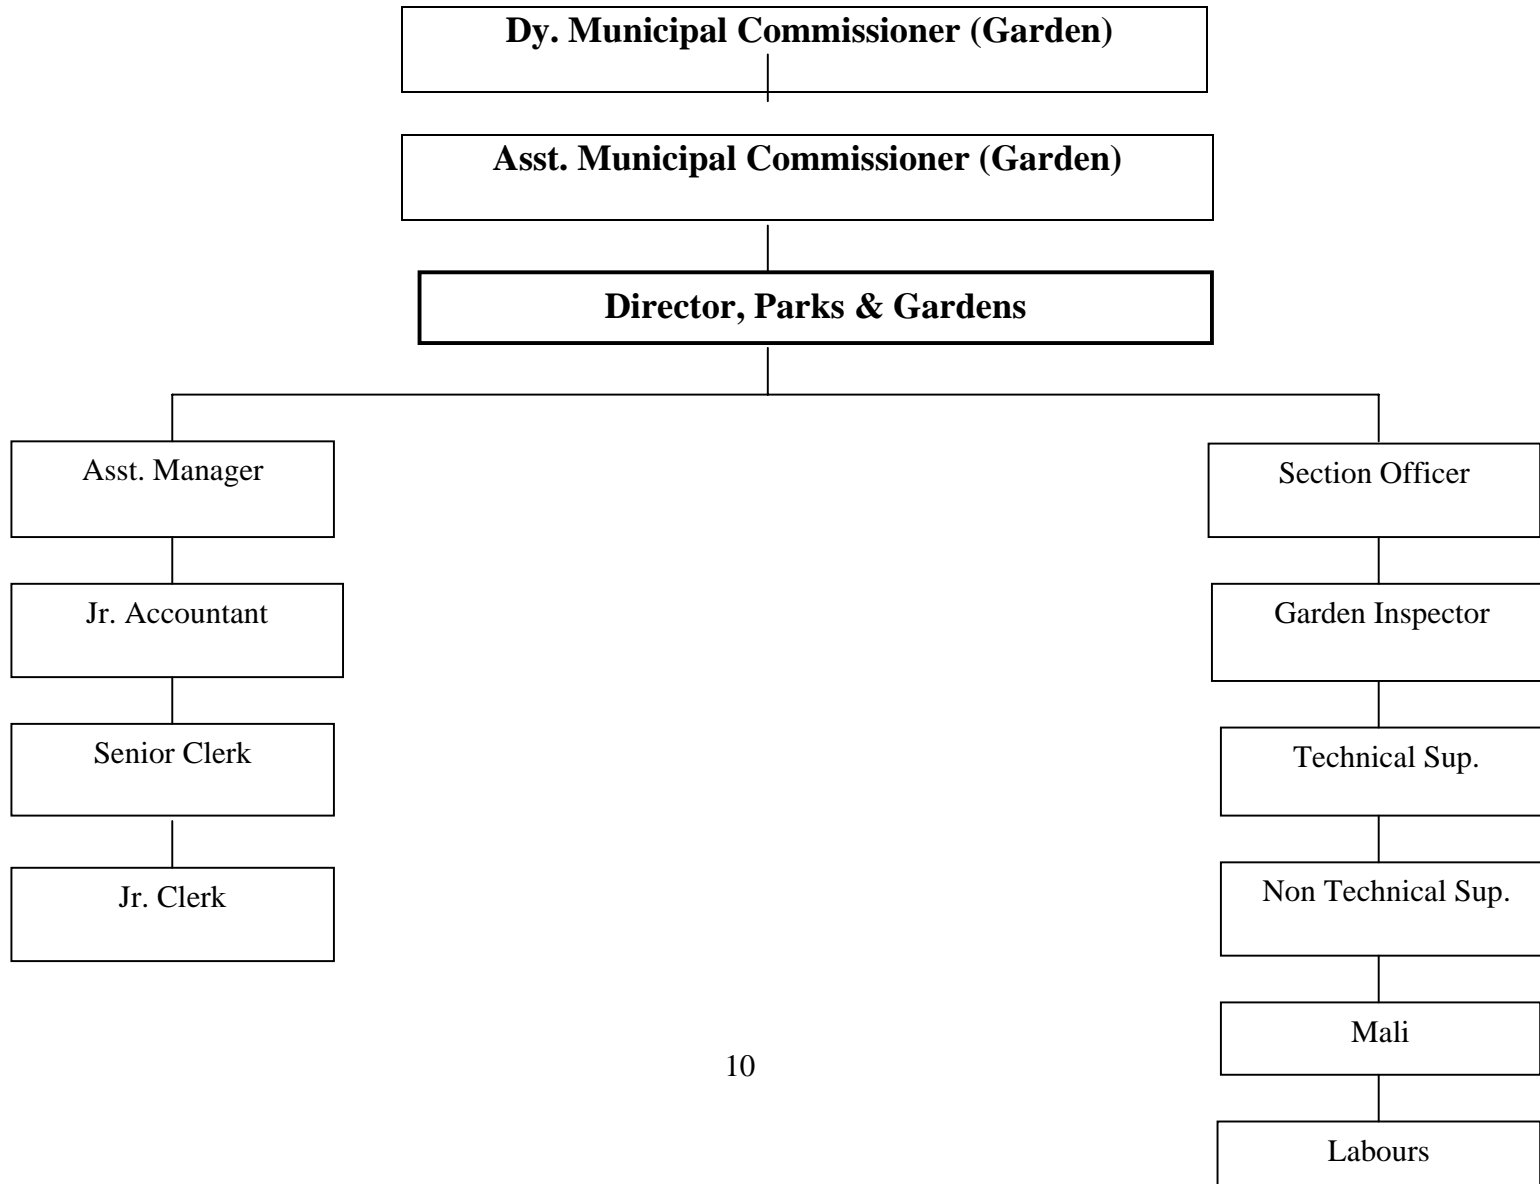 Dy. Municipal Commissioner (Garden)
Asst. Municipal Commissioner (Garden)
Director, Parks & Gardens
Asst. Manager
Jr. Accountant
Senior Clerk
Jr. Clerk
Section Officer
Garden Inspector
Technical Sup.
Non Technical Sup.
Mali
Labours
10